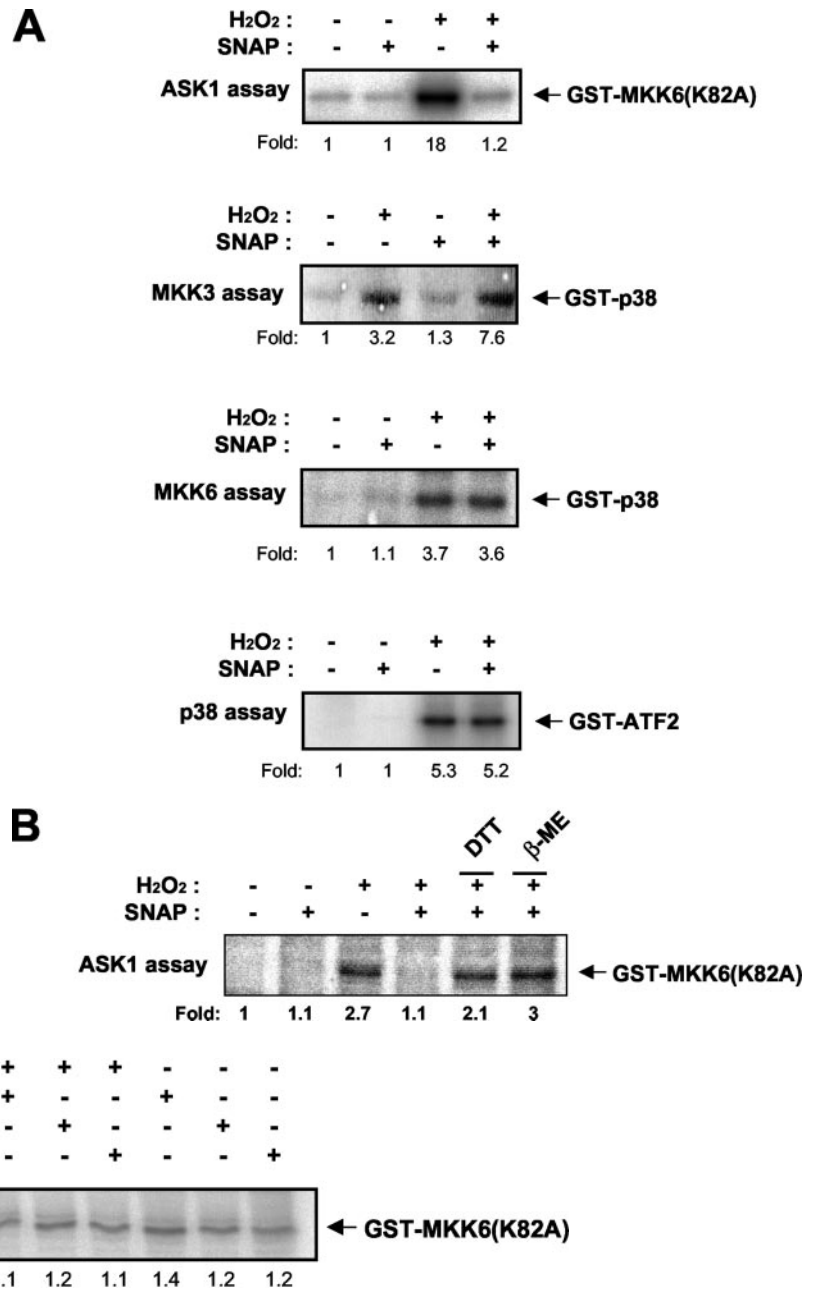 A
H₂O₂ : - - + +
SNAP : - + - +
ASK1 assay
GST-MKK6(K82A)
Fold: 1 1 18 1.2
H₂O₂ : - + - +
SNAP : - - + +
MKK3 assay
GST-p38
Fold: 1 3.2 1.3 7.6
H₂O₂ : - - + +
SNAP : - + - +
MKK6 assay
GST-p38
Fold: 1 1.1 3.7 3.6
H₂O₂ : - - + +
SNAP : - + - +
p38 assay
GST-ATF2
Fold: 1 1 5.3 5.2
B
DTT β-ME
H₂O₂ : - - + + + +
SNAP : - + - + + +
ASK1 assay
GST-MKK6(K82A)
Fold: 1 1.1 2.7 1.1 2.1 3
+ + + - - -
+ - - + - -
- + - - + -
- - + - - +
GST-MKK6(K82A)
.1 1.2 1.1 1.4 1.2 1.2